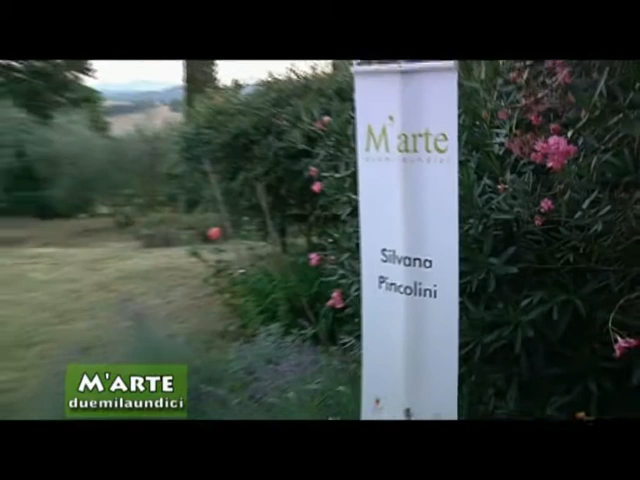 M'arte
duemilaundici
Silvana
Pincolini
M'ARTE
duemilaundici